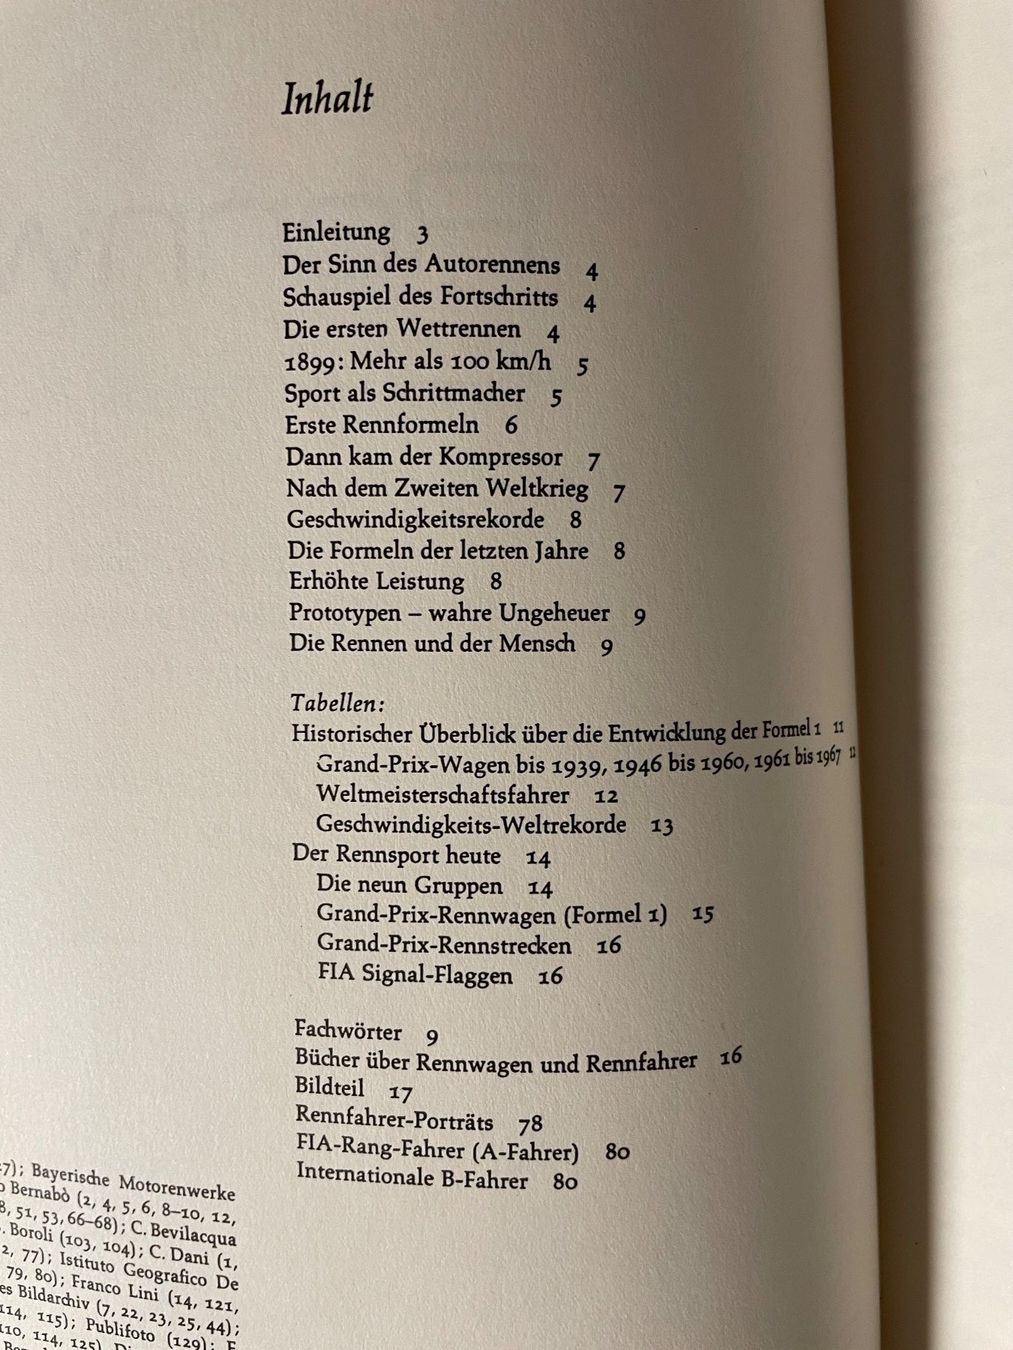 Inhalt
Einleitung 3
Der Sinn des Autorennens 4
Schauspiel des Fortschritts 4
Die ersten Wettrennen 4
1899: Mehr als 100 km/h 5
Sport als Schrittmacher 5
Erste Rennformeln 6
Dann kam der Kompressor 7
Nach dem Zweiten Weltkrieg 7
Geschwindigkeitsrekorde 8
Die Formeln der letzten Jahre 8
Erhöhte Leistung 8
Prototypen – wahre Ungeheuer 9
Die Rennen und der Mensch 9
Tabellen:
Historischer Überblick über die Entwicklung der Formel 1 11
Grand-Prix-Wagen bis 1939, 1946 bis 1960, 1961 bis 1967
Weltmeisterschaftsfahrer 12
Geschwindigkeits-Weltrekorde 13
Der Rennsport heute 14
Die neun Gruppen 14
Grand-Prix-Rennwagen (Formel 1) 15
Grand-Prix-Rennstrecken 16
FIA Signal-Flaggen 16
Fachwörter 9
Bücher über Rennwagen und Rennfahrer 16
Bildteil 17
Rennfahrer-Porträts 78
FIA-Rang-Fahrer (A-Fahrer) 80
Internationale B-Fahrer 80
7); Bayerische Motorenwerke
Bernabò (2, 4, 5, 6, 8–10, 12,
8, 51, 53, 66–68); C. Bevilacqua
Boroli (103, 104); C. Dani (1,
2, 77); Istituto Geografico De
79, 80); Franco Lini (14, 121,
es Bildarchiv (7, 22, 23, 25, 44);
114, 115); Publifoto (129);
110, 114, 125)